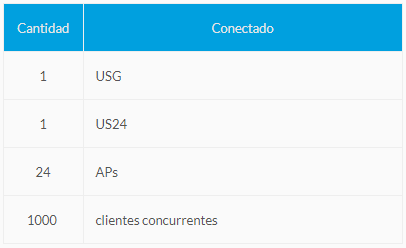 Cantidad Conectado
1 USG
1 US24
24 APs
1000 clientes concurrentes